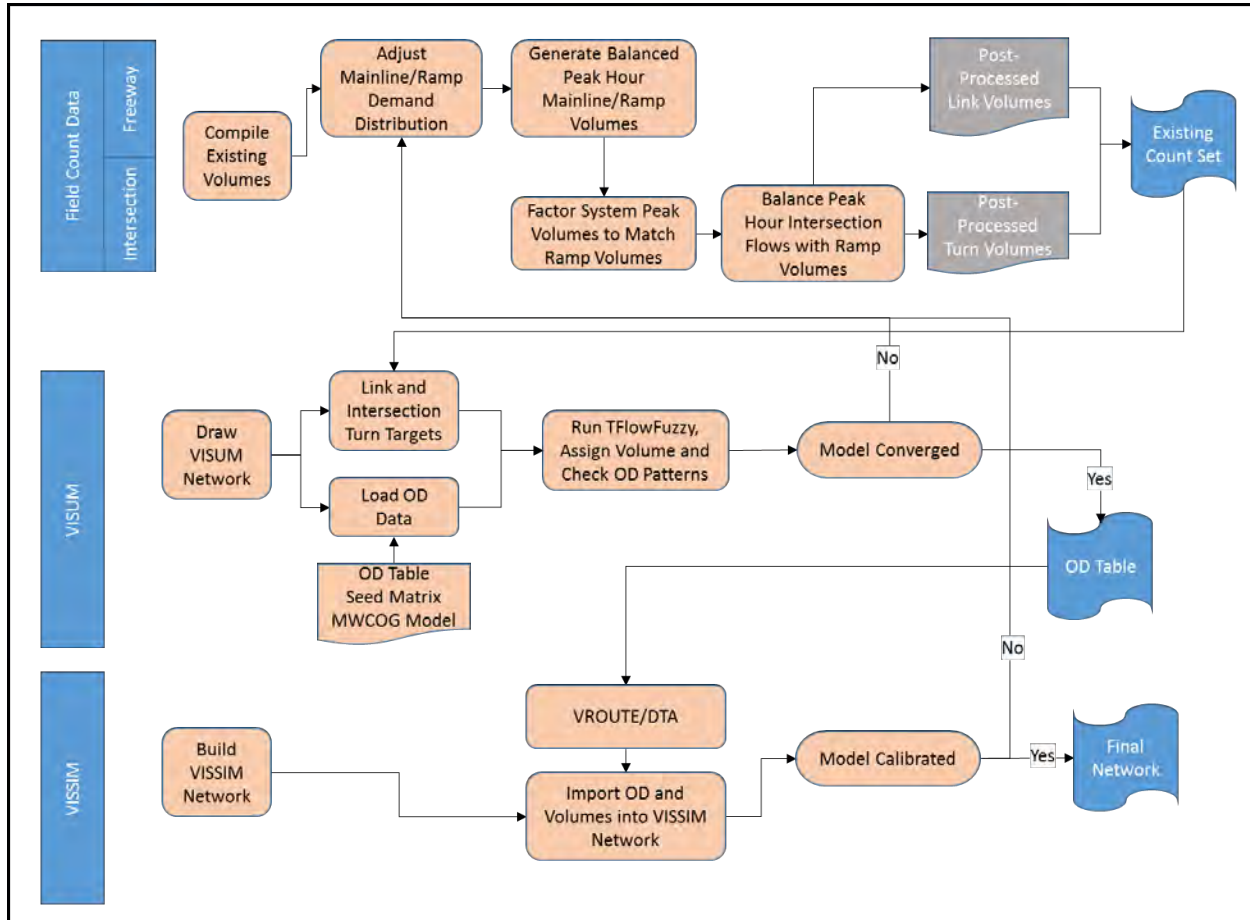 Field Count Data
Freeway
Intersection
Compile
Existing
Volumes
Adjust
Mainline/Ramp
Demand
Distribution
Generate Balanced
Peak Hour
Mainline/Ramp
Volumes
Factor System Peak
Volumes to Match
Ramp Volumes
Balance Peak
Hour Intersection
Flows with Ramp
Volumes
Post-
Processed
Link Volumes
Post-
Processed
Turn Volumes
Existing
Count Set
VISUM
Draw
VISUM
Network
Link and
Intersection
Turn Targets
Load OD
Data
OD Table
Seed Matrix
MWCOG Model
Run TFlowFuzzy,
Assign Volume and
Check OD Patterns
No
Model Converged
Yes
OD Table
VISSIM
Build
VISSIM
Network
VROUTE/DTA
Import OD and
Volumes into VISSIM
Network
Model Calibrated
No
Yes
Final
Network